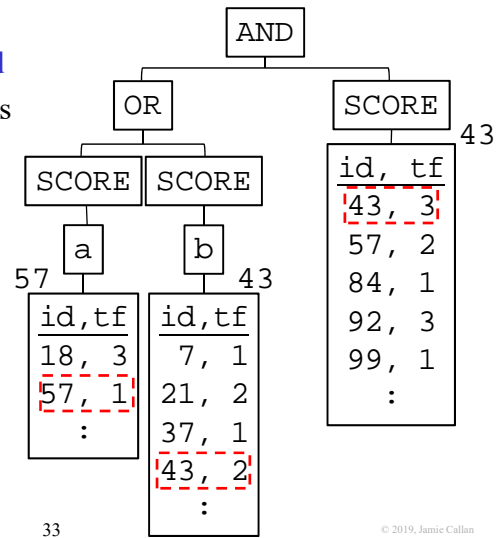 AND
l
s
OR
SCORE
43
SCORE
SCORE
id, tf
43, 3
57, 2
84, 1
92, 3
99, 1
:
a
b
57
43
id,tf
18, 3
57, 1
:
id,tf
7, 1
21, 2
37, 1
43, 2
:
33
© 2019, Jamie Callan